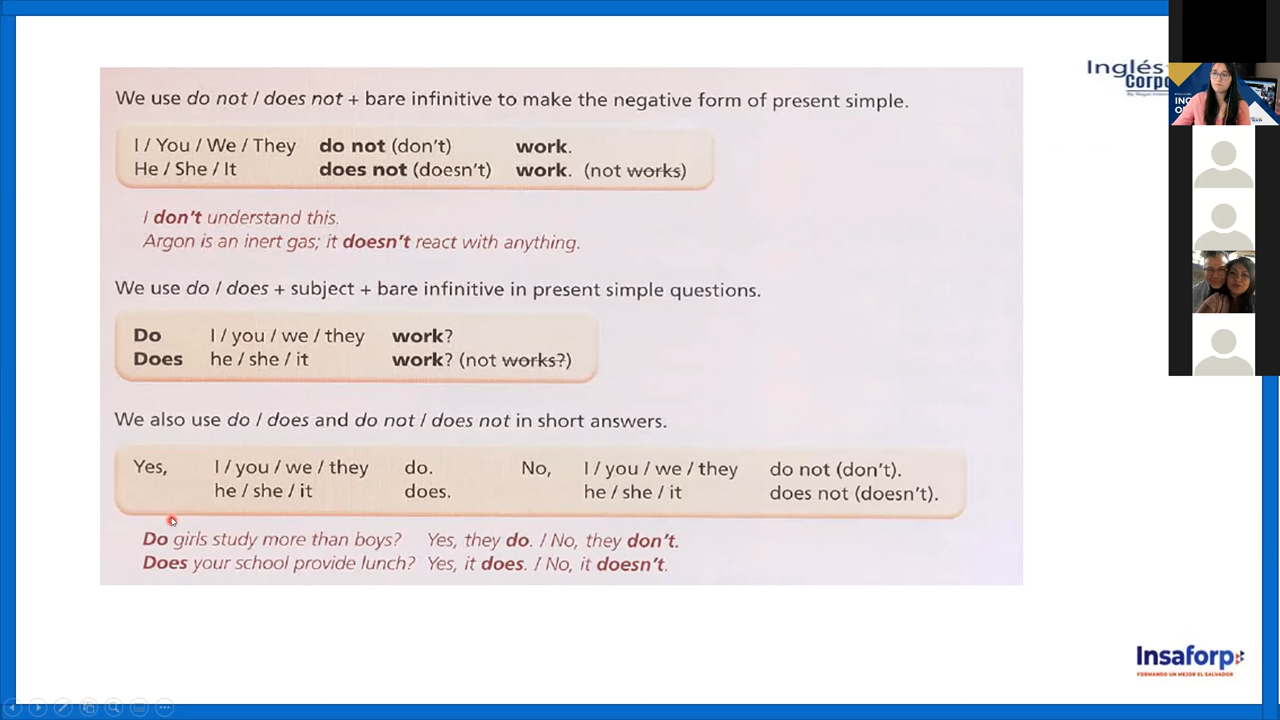 We use do not / does not + bare infinitive to make the negative form of present simple.
I / You / We / They do not (don't) work.
He / She / It does not (doesn't) work. (not works)
I don't understand this.
Argon is an inert gas; it doesn't react with anything.
We use do / does + subject + bare infinitive in present simple questions.
Do I / you / we / they work?
Does he / she / it work? (not works?)
We also use do / does and do not / does not in short answers.
Yes, I / you / we / they do. No, I / you / we / they do not (don't).
he / she / it does. he / she / it does not (doesn't).
Do girls study more than boys? Yes, they do. / No, they don't.
Does your school provide lunch? Yes, it does. / No, it doesn't.
Inglés
Corpo
Insaforp
FORMANDO UN MEJOR EL SALVADOR